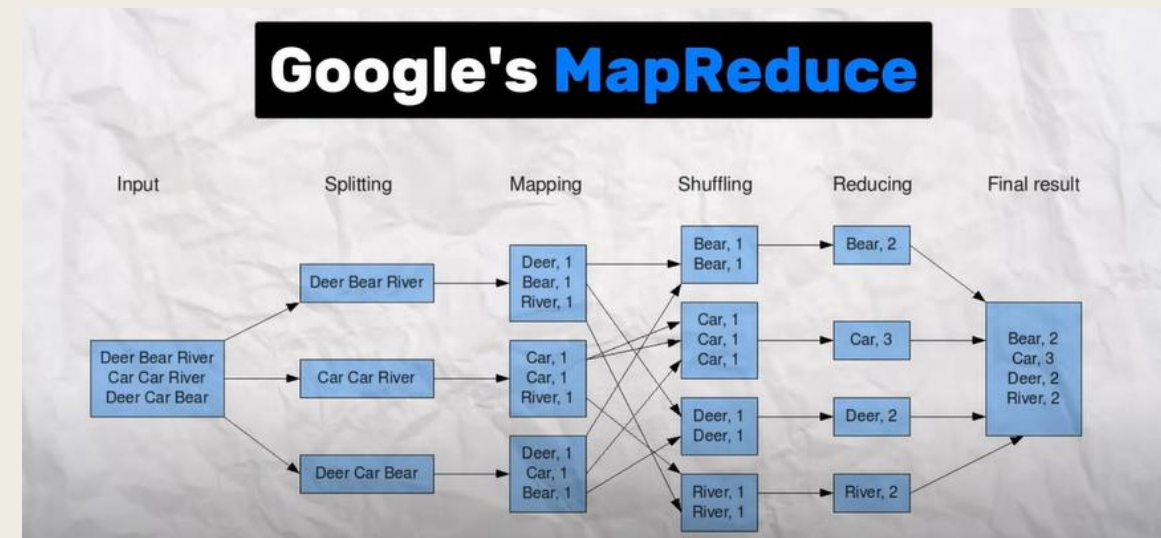 Google's MapReduce
Input
Splitting
Mapping
Shuffling
Reducing
Final result
Deer Bear River
Car Car River
Deer Car Bear
Deer Bear River
Car Car River
Deer Car Bear
Deer, 1
Bear, 1
River, 1
Car, 1
Car, 1
River, 1
Deer, 1
Car, 1
Bear, 1
Bear, 1
Bear, 1
Car, 1
Car, 1
Car, 1
Deer, 1
Deer, 1
River, 1
River, 1
Bear, 2
Car, 3
Deer, 2
River, 2
Bear, 2
Car, 3
Deer, 2
River, 2